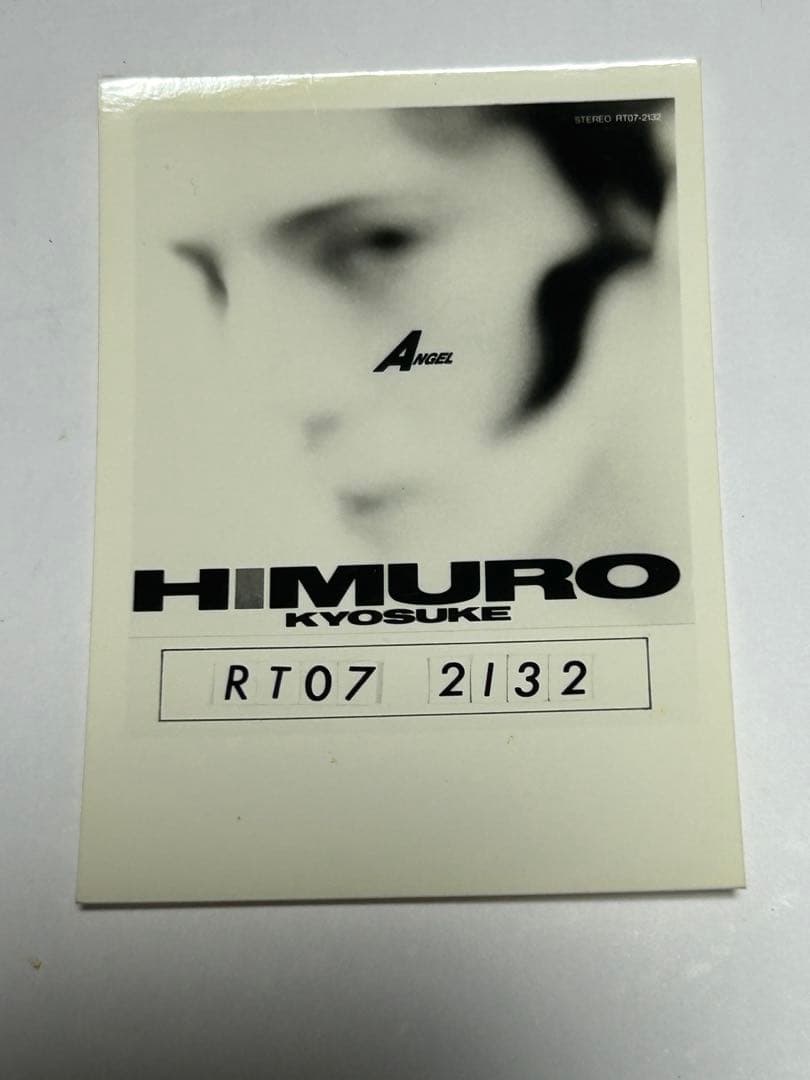 STEREO RT07-2132
ANGEL
HIMURO
KYOSUKE
RT07 2132